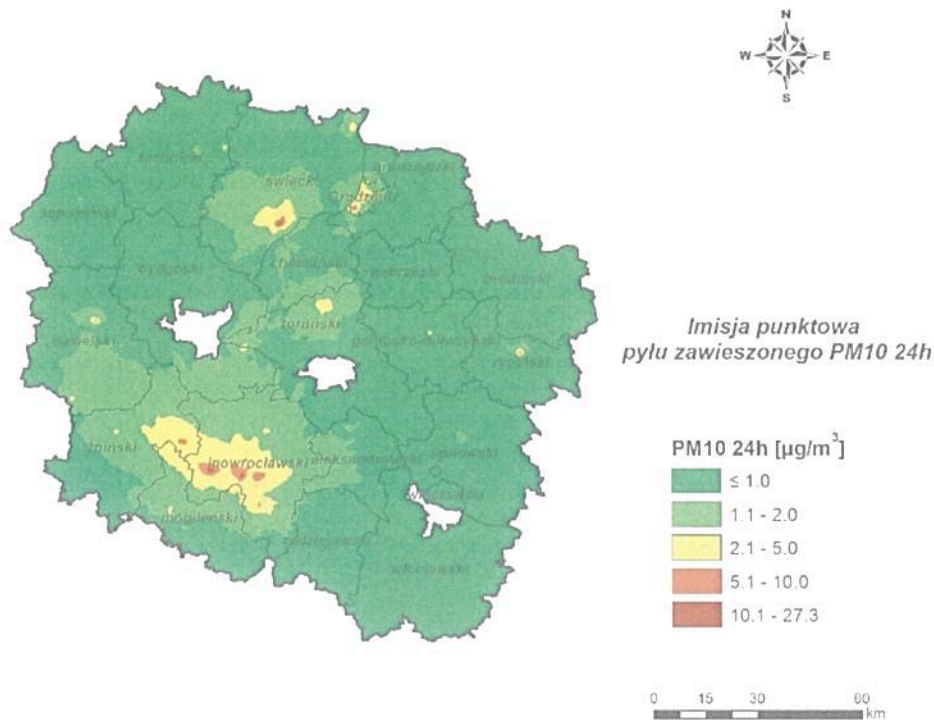 N
W E
S
tucholski
grudziądzki
świecki
Grudziądz
sępoleński
chełmiński
bydgoski
wąbrzeski
brodnicki
toruński
nakielski
golubsko-dobrzyński
rypiński
Imisja punktowa
pyłu zawieszonego PM10 24h
żniński
inowrocławski
aleksandrowski
lipnowski
PM10 24h [µg/m³]
≤ 1.0
1.1 - 2.0
mogileński
radziejowski
włocławski
2.1 - 5.0
5.1 - 10.0
10.1 - 27.3
0 15 30 60
km